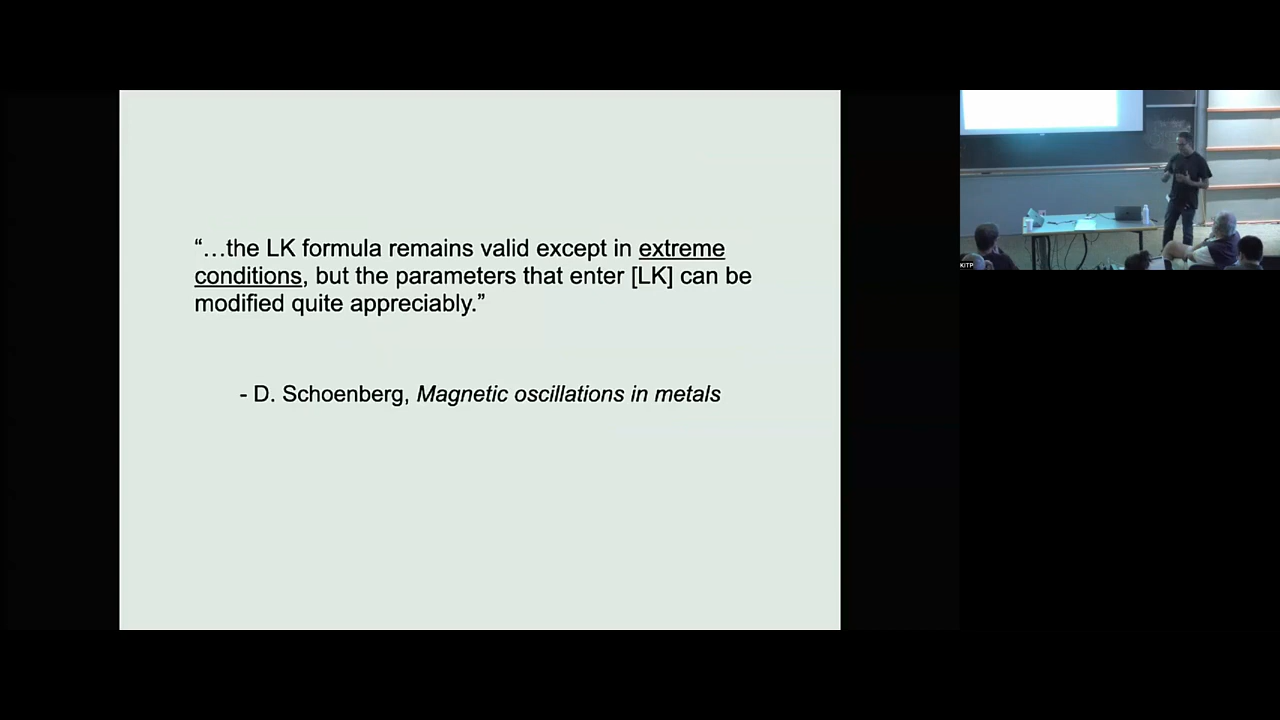 “…the LK formula remains valid except in extreme
conditions, but the parameters that enter [LK] can be
modified quite appreciably.”
- D. Schoenberg, Magnetic oscillations in metals
KITP